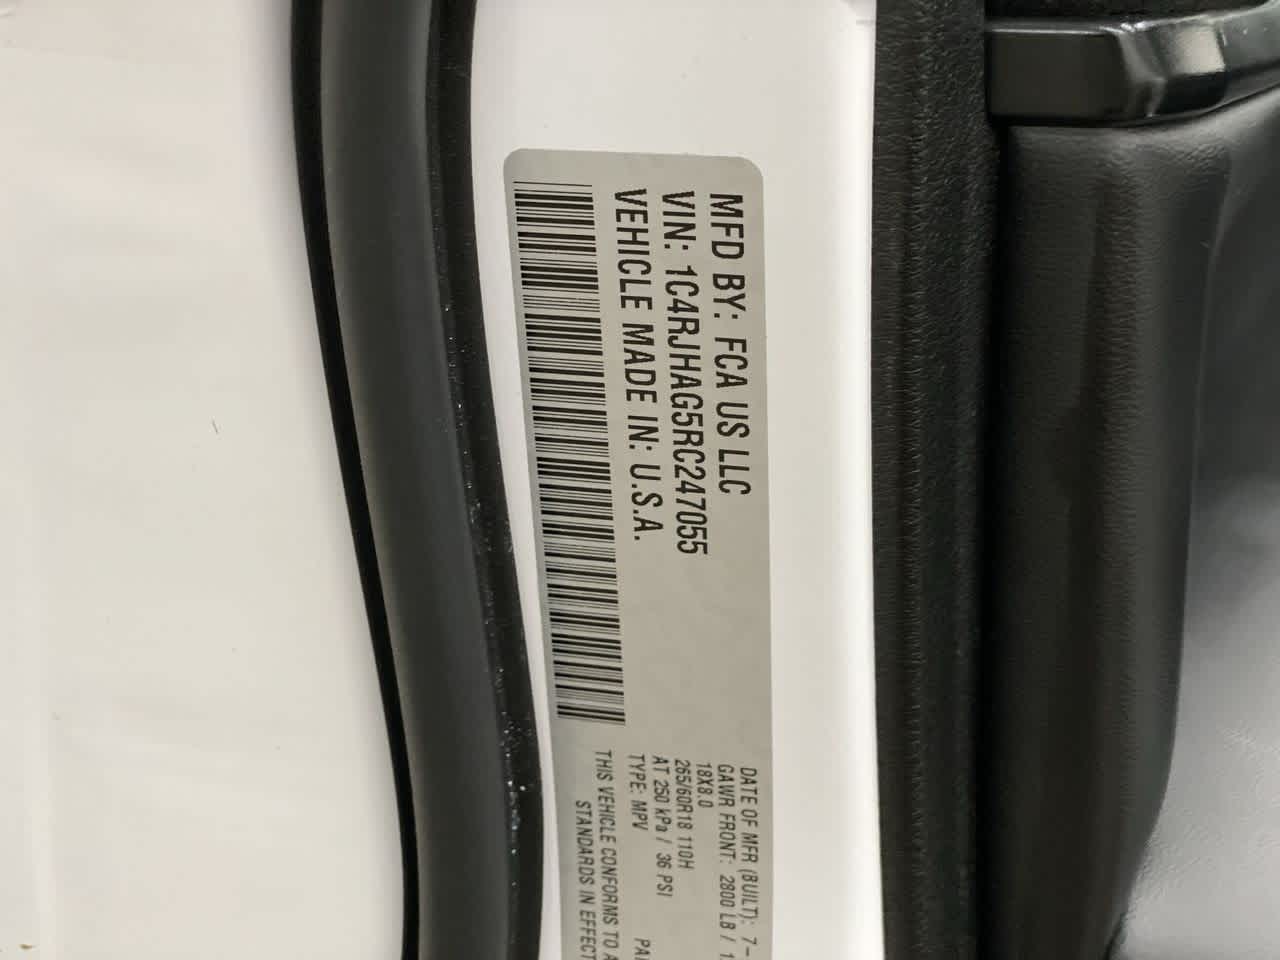 MFD BY: FCA US LLC
VIN: 1C4RJHAG5RC247055
VEHICLE MADE IN: U.S.A.
DATE OF MFR (BUILT): 7-
GAWR FRONT: 2800 LB /
18X8.0
265/60R18 110H
AT 250 kPa / 36 PSI
TYPE: MPV
THIS VEHICLE CONFORMS TO A
STANDARDS IN EFFECT